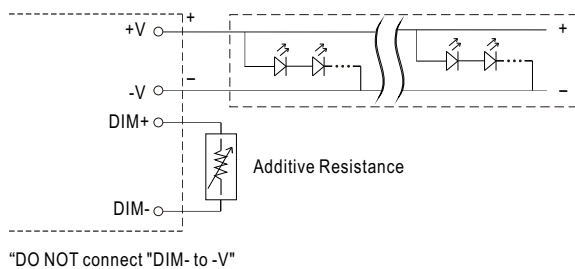 +V
+
+
-V
–
–
DIM+
Additive Resistance
DIM-
“DO NOT connect "DIM- to -V"